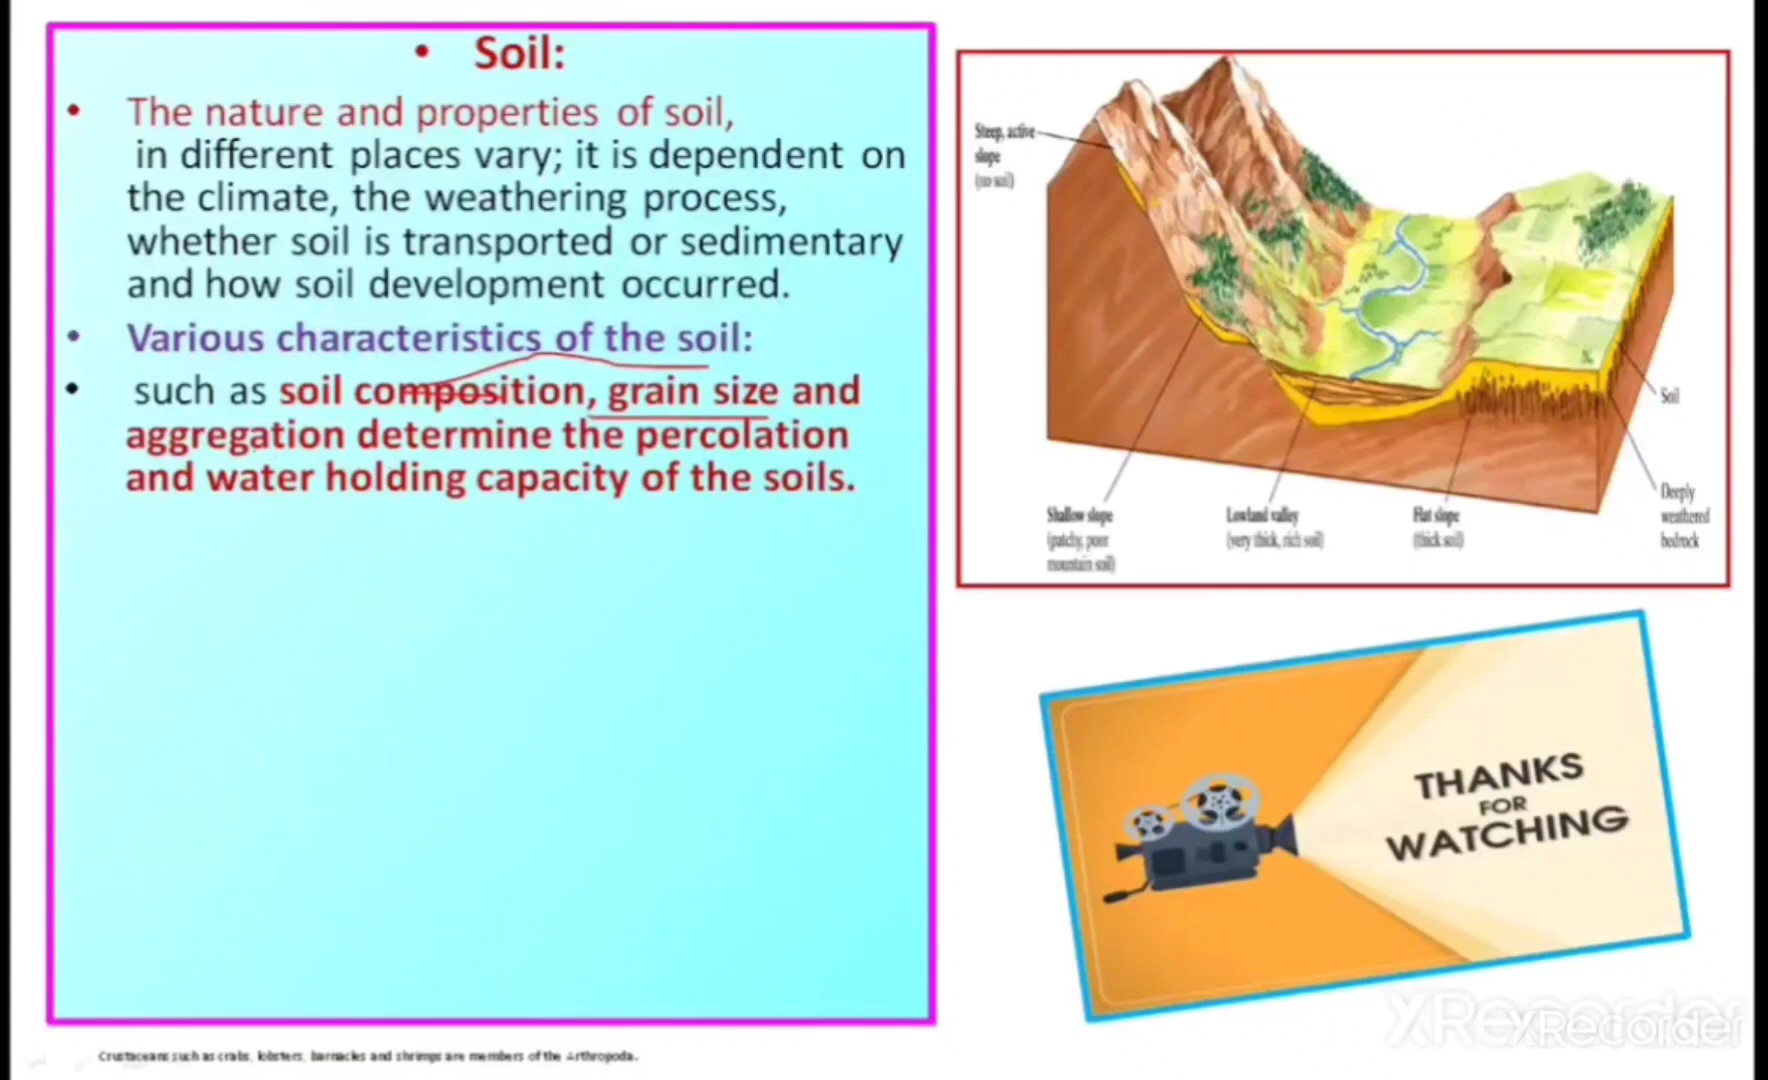 • Soil:
• The nature and properties of soil,
in different places vary; it is dependent on
the climate, the weathering process,
whether soil is transported or sedimentary
and how soil development occurred.
• Various characteristics of the soil:
• such as soil composition, grain size and
aggregation determine the percolation
and water holding capacity of the soils.
Steep, active
slope
(no soil)
Soil
Deeply
weathered
bedrock
Shallow slope
(patchy, poor
mountain soil)
Lowland valley
(very thick, rich soil)
Flat slope
(thick soil)
THANKS
FOR
WATCHING
Crustaceans such as crabs, lobsters, barnacles and shrimps are members of the Arthropoda.
XRecorder
XRecorder